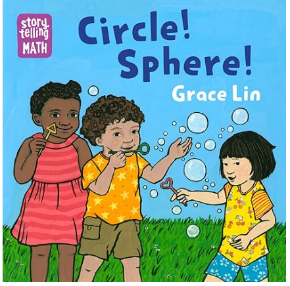 story
telling
MATH
Circle!
Sphere!
Grace Lin